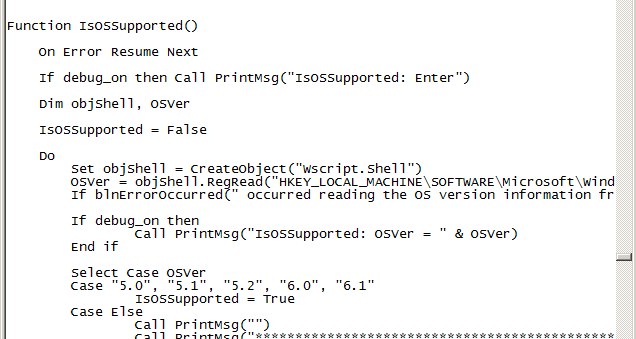 Function IsOSSupported()
On Error Resume Next
If debug_on then Call PrintMsg("IsOSSupported: Enter")
Dim objShell, OSVer
IsOSSupported = False
Do
Set objShell = CreateObject("Wscript.Shell")
OSVer = objShell.RegRead("HKEY_LOCAL_MACHINE\SOFTWARE\Microsoft\Wind
If blnErrorOccurred(" occurred reading the OS version information fr
If debug_on then
Call PrintMsg("IsOSSupported: OSVer = " & OSVer)
End if
Select Case OSVer
Case "5.0", "5.1", "5.2", "6.0", "6.1"
IsOSSupported = True
Case Else
Call PrintMsg("")
Call PrintMsg("*********************************************